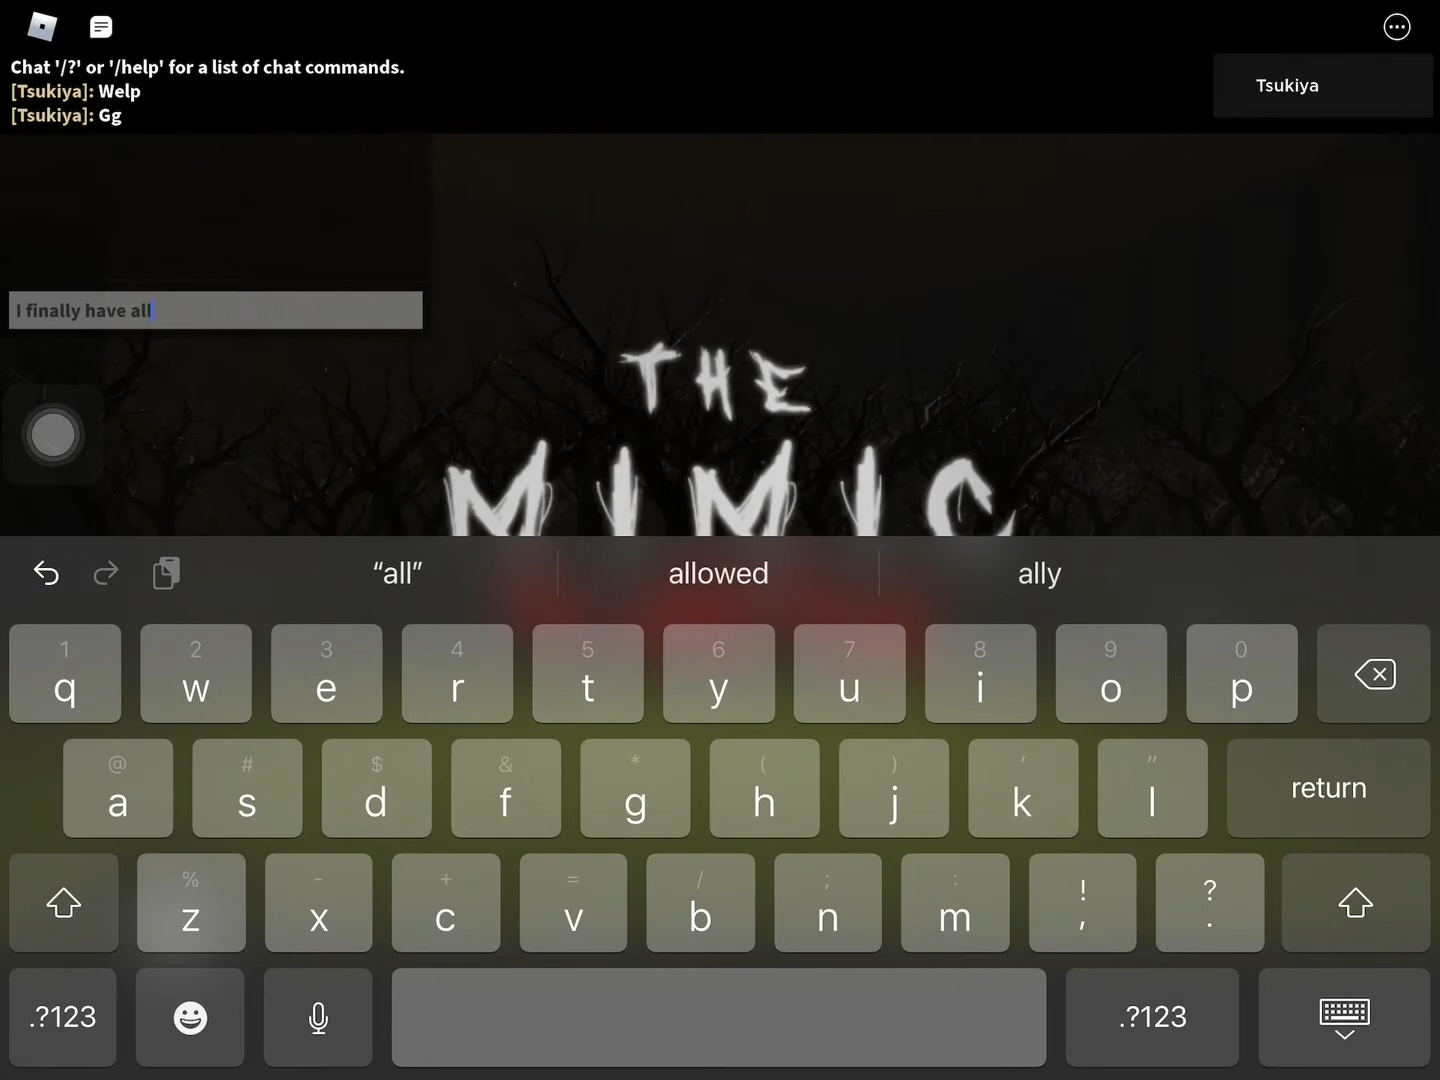 Chat '/?' or '/help' for a list of chat commands.
[Tsukiya]: Welp
[Tsukiya]: Gg
Tsukiya
I finally have all
THE
MIMIC
“all” allowed ally
1 2 3 4 5 6 7 8 9 0
q w e r t y u i o p
@ # $ & * ( ) ' "
a s d f g h j k l return
% - + = / ; : ! ?
z x c v b n m , .
.?123 .?123